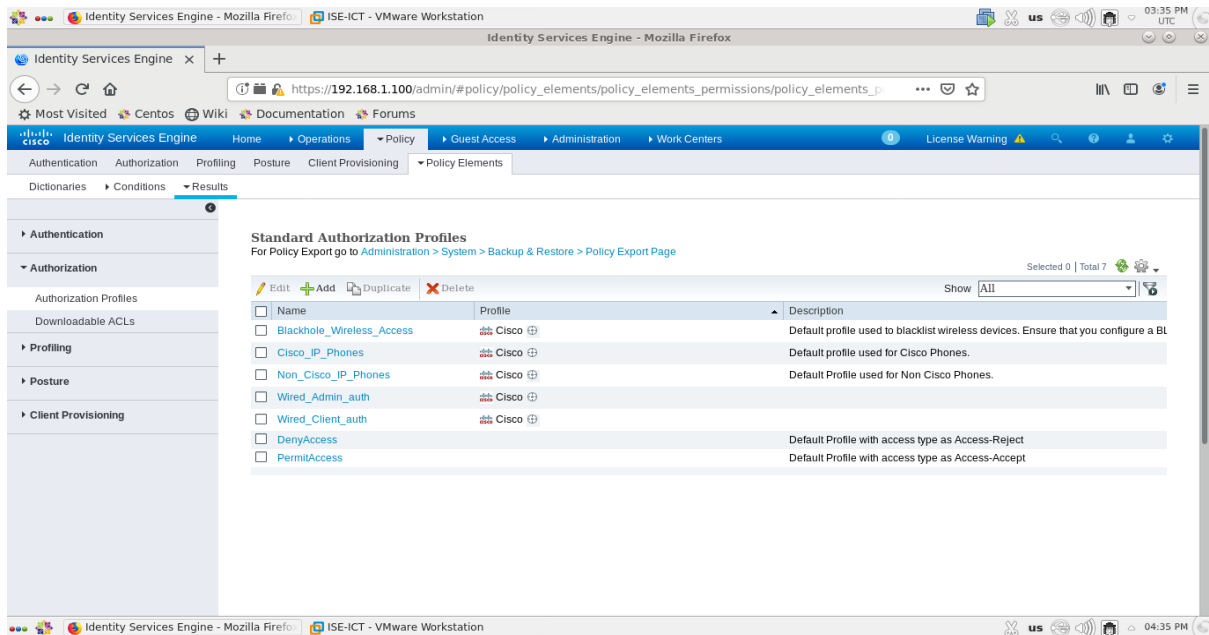 Identity Services Engine - Mozilla Firefo
ISE-ICT - VMware Workstation
us
03:35 PM
UTC
Identity Services Engine - Mozilla Firefox
Identity Services Engine
https://192.168.1.100/admin/#policy/policy_elements/policy_elements_permissions/policy_elements_p
Most Visited Centos Wiki Documentation Forums
cisco Identity Services Engine Home Operations Policy Guest Access Administration Work Centers 0 License Warning
Authentication Authorization Profiling Posture Client Provisioning Policy Elements
Dictionaries Conditions Results
Authentication
Authorization
Authorization Profiles
Downloadable ACLs
Profiling
Posture
Client Provisioning
Standard Authorization Profiles
For Policy Export go to Administration > System > Backup & Restore > Policy Export Page
Selected 0 | Total 7
Edit Add Duplicate Delete Show All
Name Profile Description
Blackhole_Wireless_Access Cisco Default profile used to blacklist wireless devices. Ensure that you configure a BL
Cisco_IP_Phones Cisco Default profile used for Cisco Phones.
Non_Cisco_IP_Phones Cisco Default Profile used for Non Cisco Phones.
Wired_Admin_auth Cisco
Wired_Client_auth Cisco
DenyAccess Default Profile with access type as Access-Reject
PermitAccess Default Profile with access type as Access-Accept
Identity Services Engine - Mozilla Firefo
ISE-ICT - VMware Workstation
us
04:35 PM